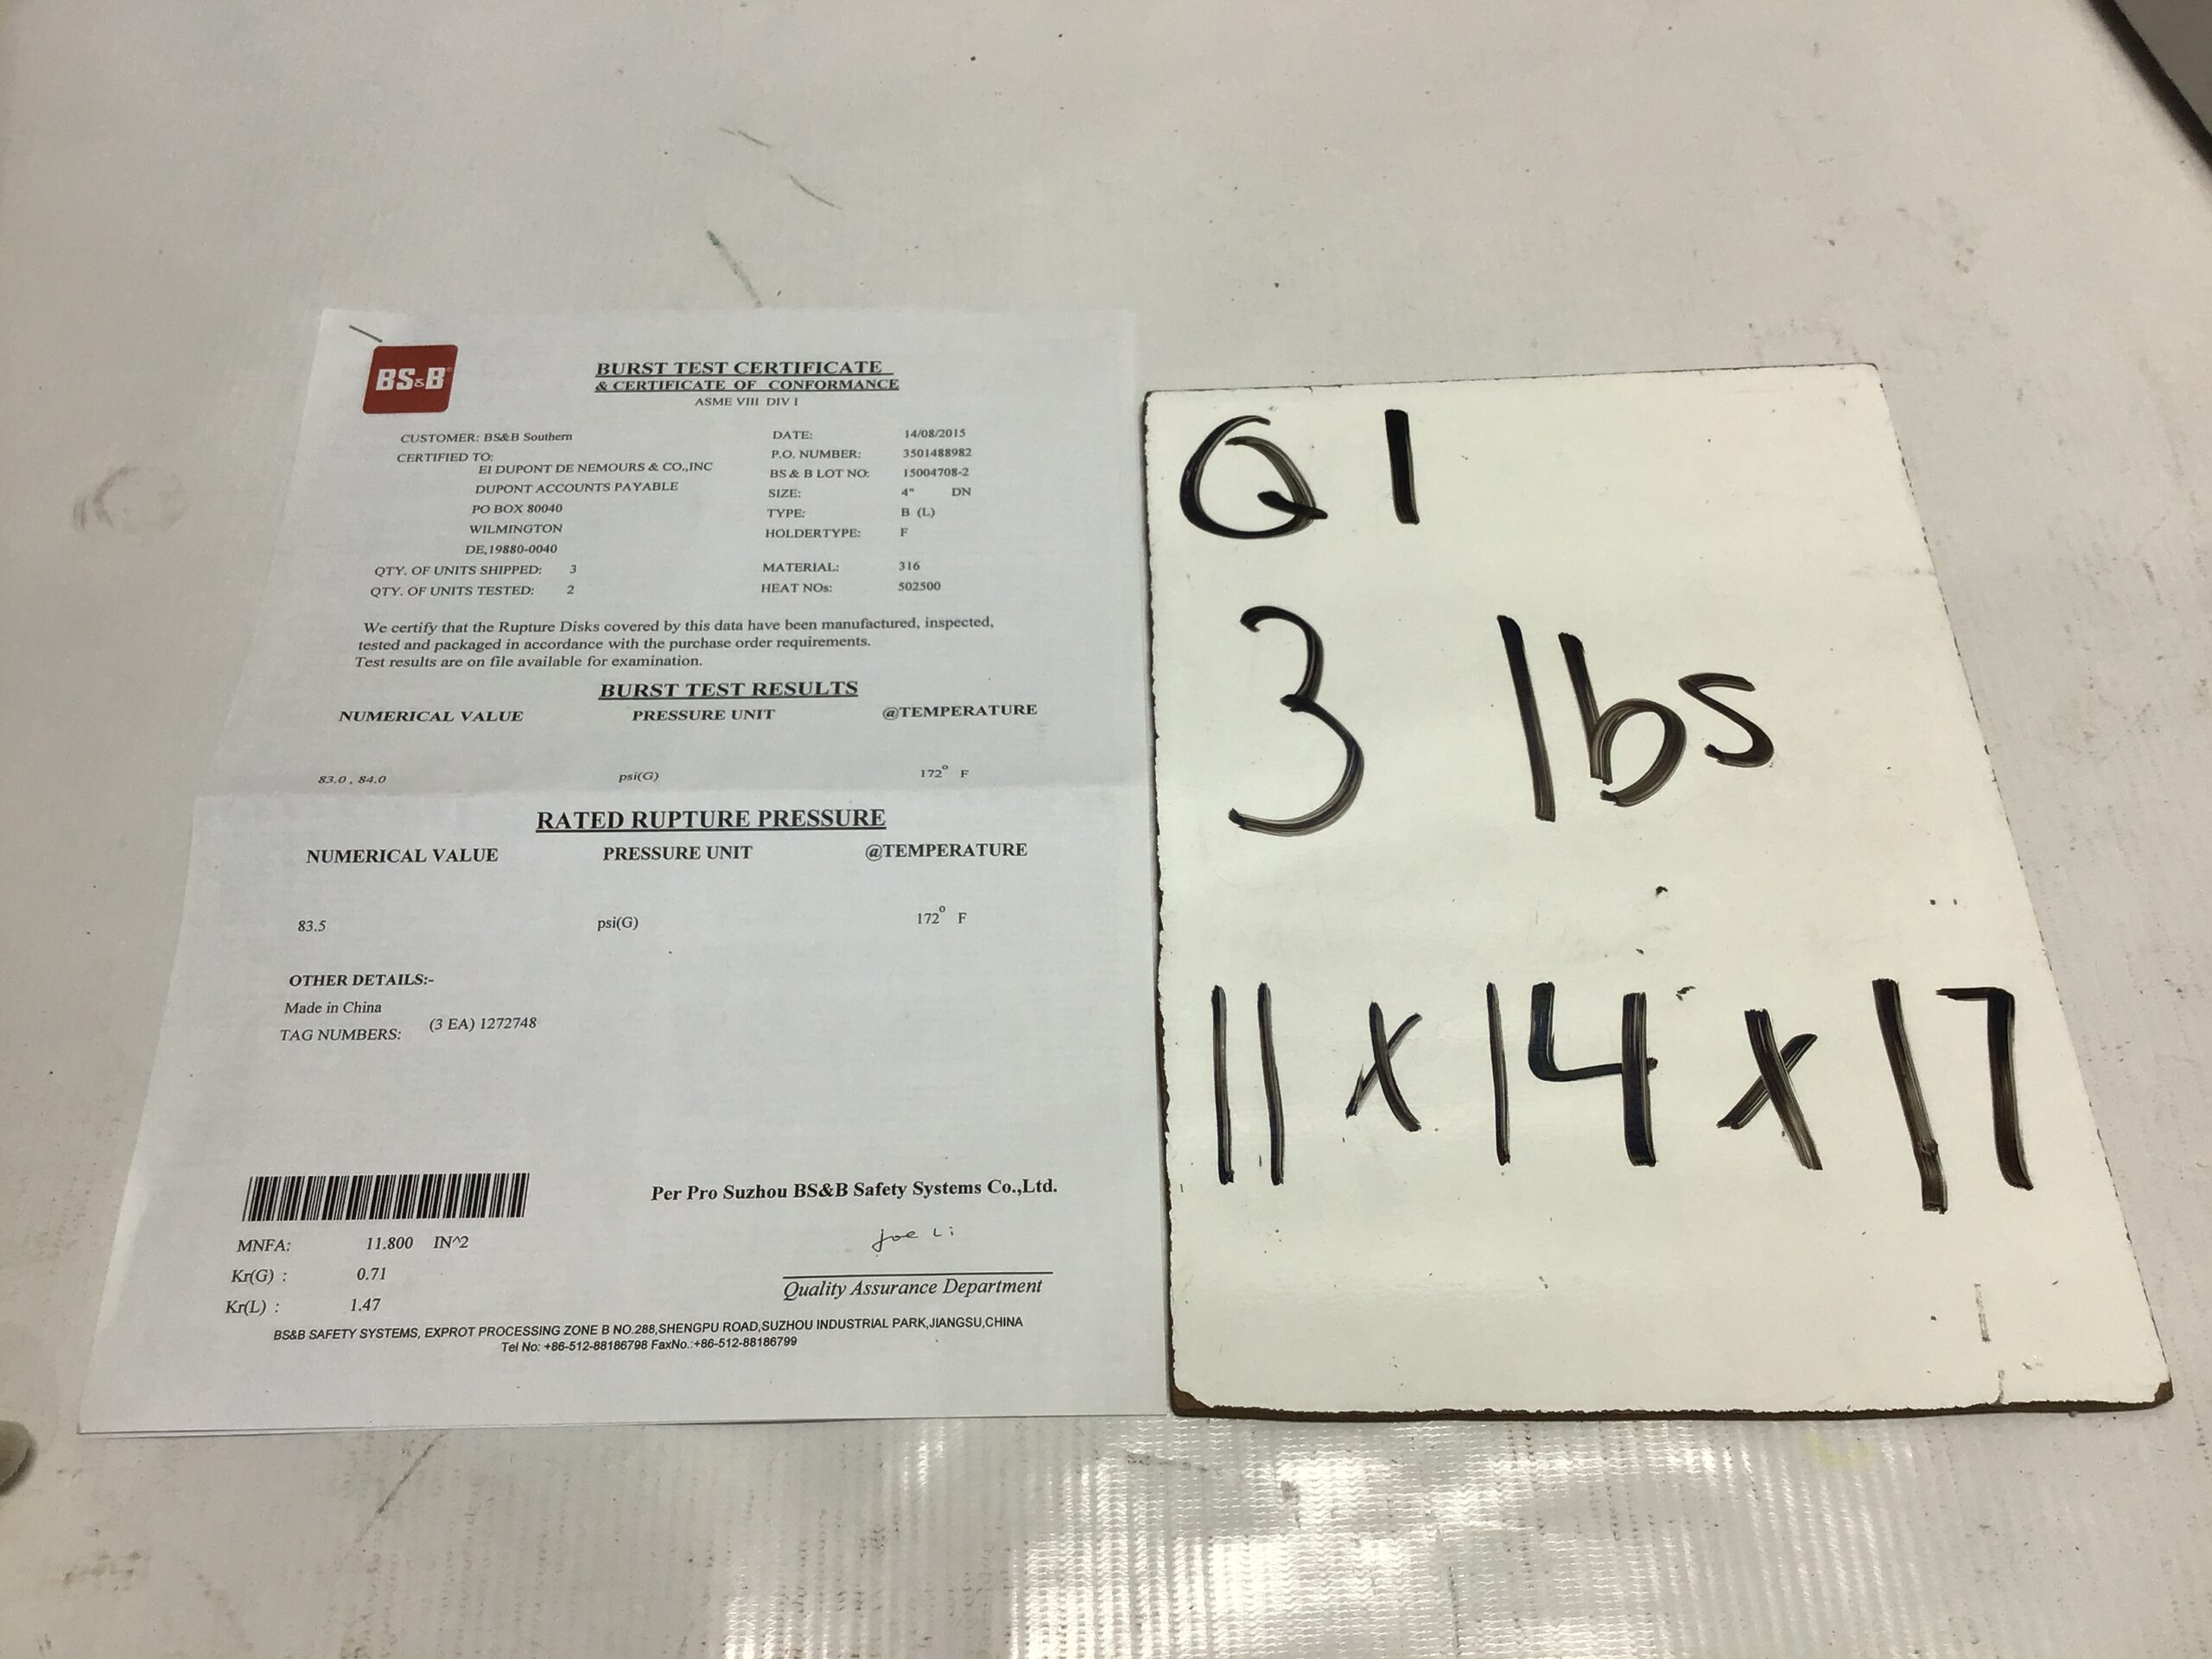 BS&B
BURST TEST CERTIFICATE
& CERTIFICATE OF CONFORMANCE
ASME VIII DIV I
CUSTOMER: BS&B Southern
CERTIFIED TO:
EI DUPONT DE NEMOURS & CO.,INC
DUPONT ACCOUNTS PAYABLE
PO BOX 80040
WILMINGTON
DE,19880-0040
QTY. OF UNITS SHIPPED: 3
QTY. OF UNITS TESTED: 2
DATE: 14/08/2015
P.O. NUMBER: 3501488982
BS & B LOT NO: 15004708-2
SIZE: 4" DN
TYPE: B (L)
HOLDERTYPE: F
MATERIAL: 316
HEAT NOs: 502500
We certify that the Rupture Disks covered by this data have been manufactured, inspected,
tested and packaged in accordance with the purchase order requirements.
Test results are on file available for examination.
BURST TEST RESULTS
NUMERICAL VALUE PRESSURE UNIT @TEMPERATURE
83.0 , 84.0 psi(G) 172° F
RATED RUPTURE PRESSURE
NUMERICAL VALUE PRESSURE UNIT @TEMPERATURE
83.5 psi(G) 172° F
OTHER DETAILS:-
Made in China
TAG NUMBERS: (3 EA) 1272748
MNFA: 11.800 IN^2
Kr(G) : 0.71
Kr(L) : 1.47
Per Pro Suzhou BS&B Safety Systems Co.,Ltd.
Joe Li
Quality Assurance Department
BS&B SAFETY SYSTEMS, EXPROT PROCESSING ZONE B NO.288,SHENGPU ROAD,SUZHOU INDUSTRIAL PARK,JIANGSU,CHINA
Tel No: +86-512-88186798 FaxNo.:+86-512-88186799
Q 1
3 lbs
11 x 14 x 17